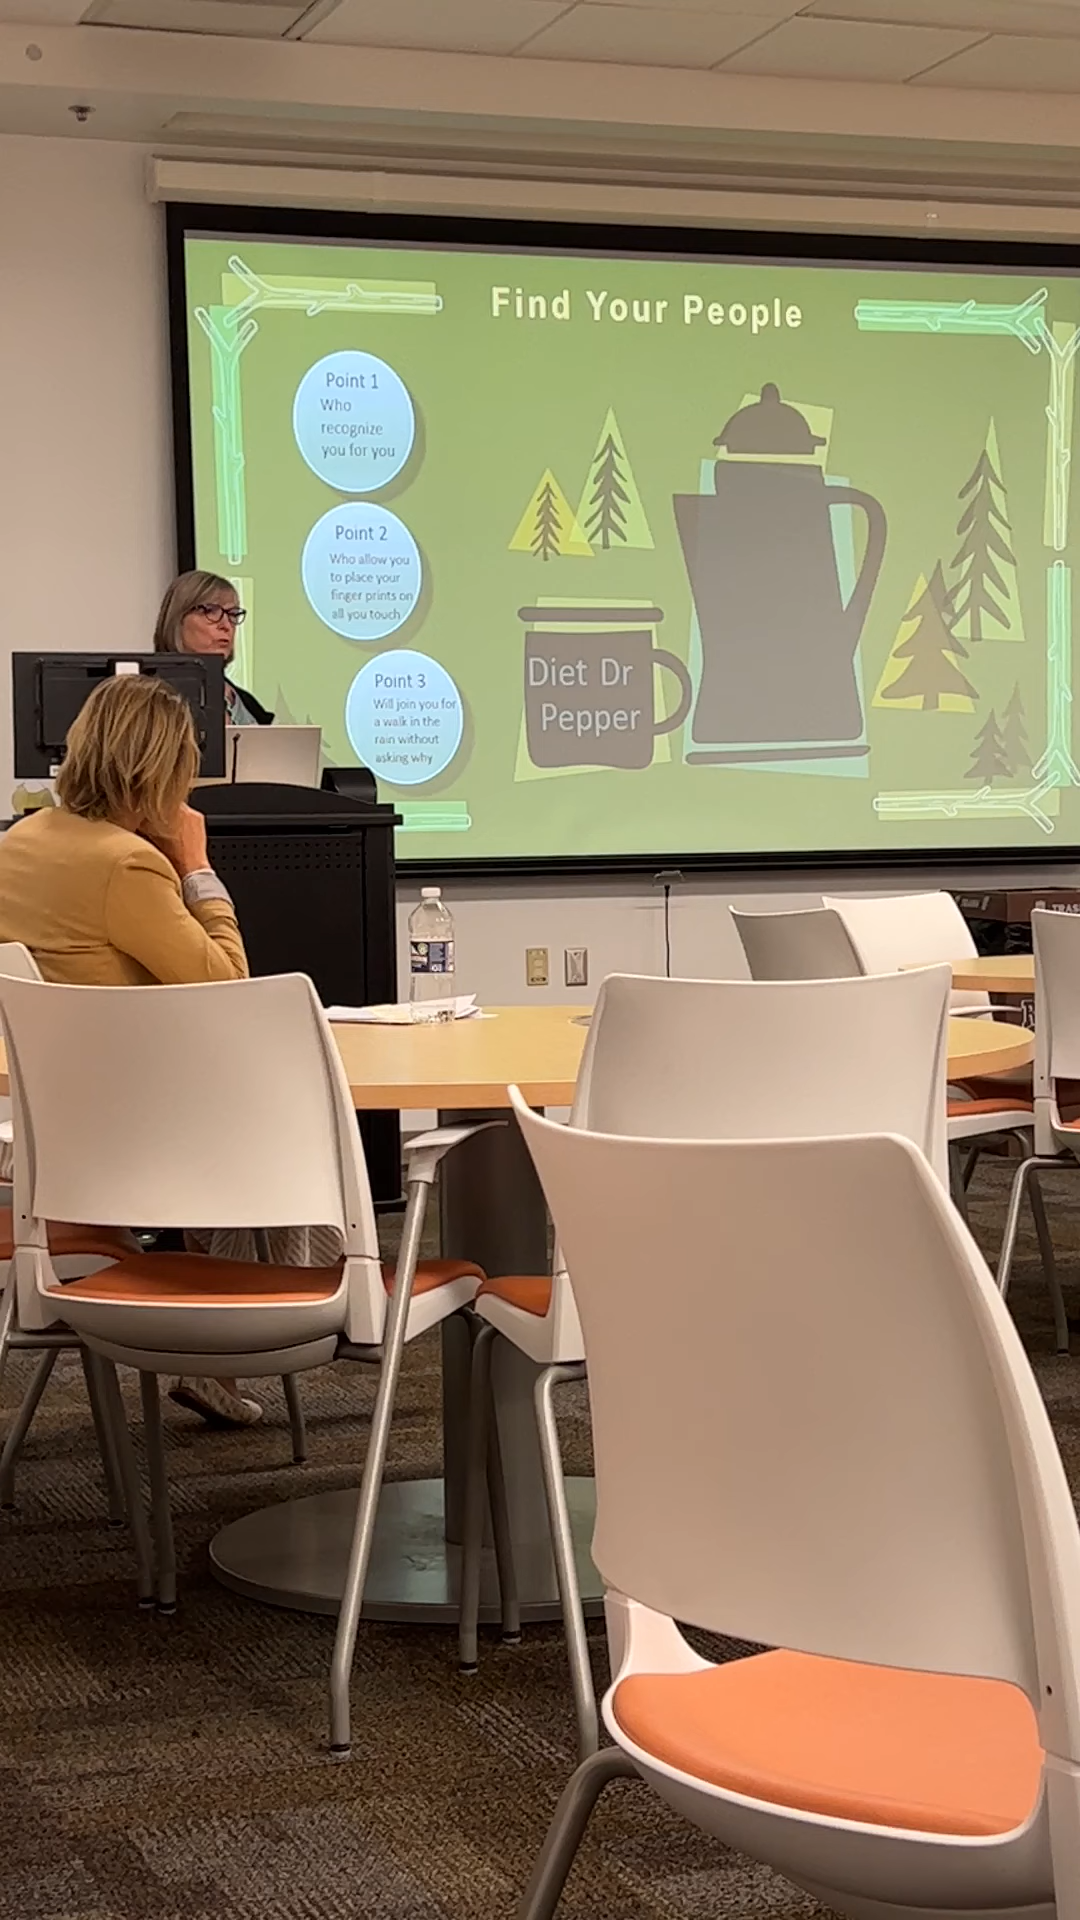 Find Your People
Point 1
Who
recognize
you for you
Point 2
Who allow you
to place your
finger prints on
all you touch
Point 3
Will join you for
a walk in the
rain without
asking why
Diet Dr
Pepper